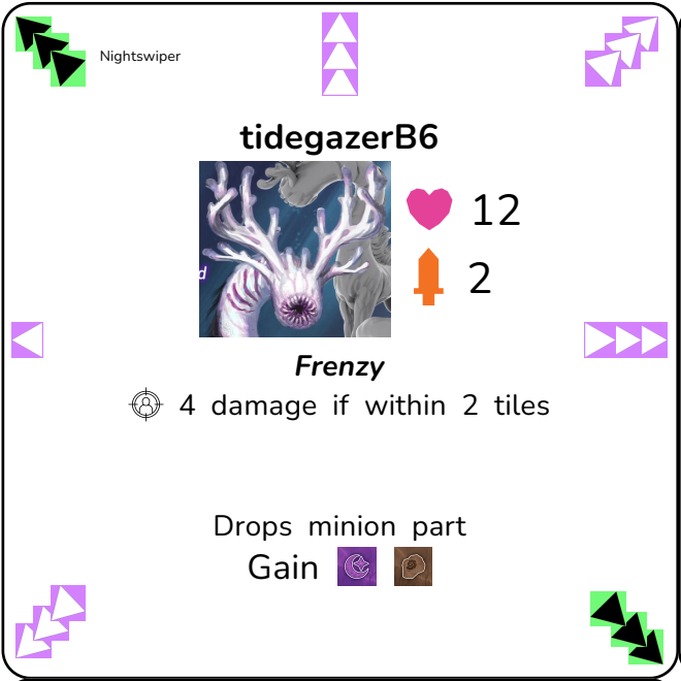 Nightswiper
tidegazerB6
12
2
d
Frenzy
4 damage if within 2 tiles
Drops minion part
Gain